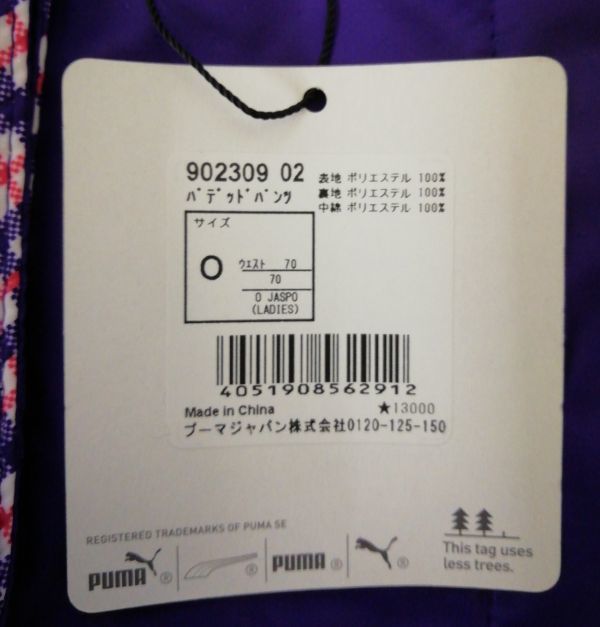 902309 02
パデッドパンツ
表地 ポリエステル 100%
裏地 ポリエステル 100%
中綿 ポリエステル 100%
サイズ
O
ウエスト 70
70
O JASPO
(LADIES)
4051908562912
Made in China
★13000
プーマジャパン株式会社0120-125-150
REGISTERED TRADEMARKS OF PUMA SE
PUMA® ® PUMA® ®
This tag uses
less trees.